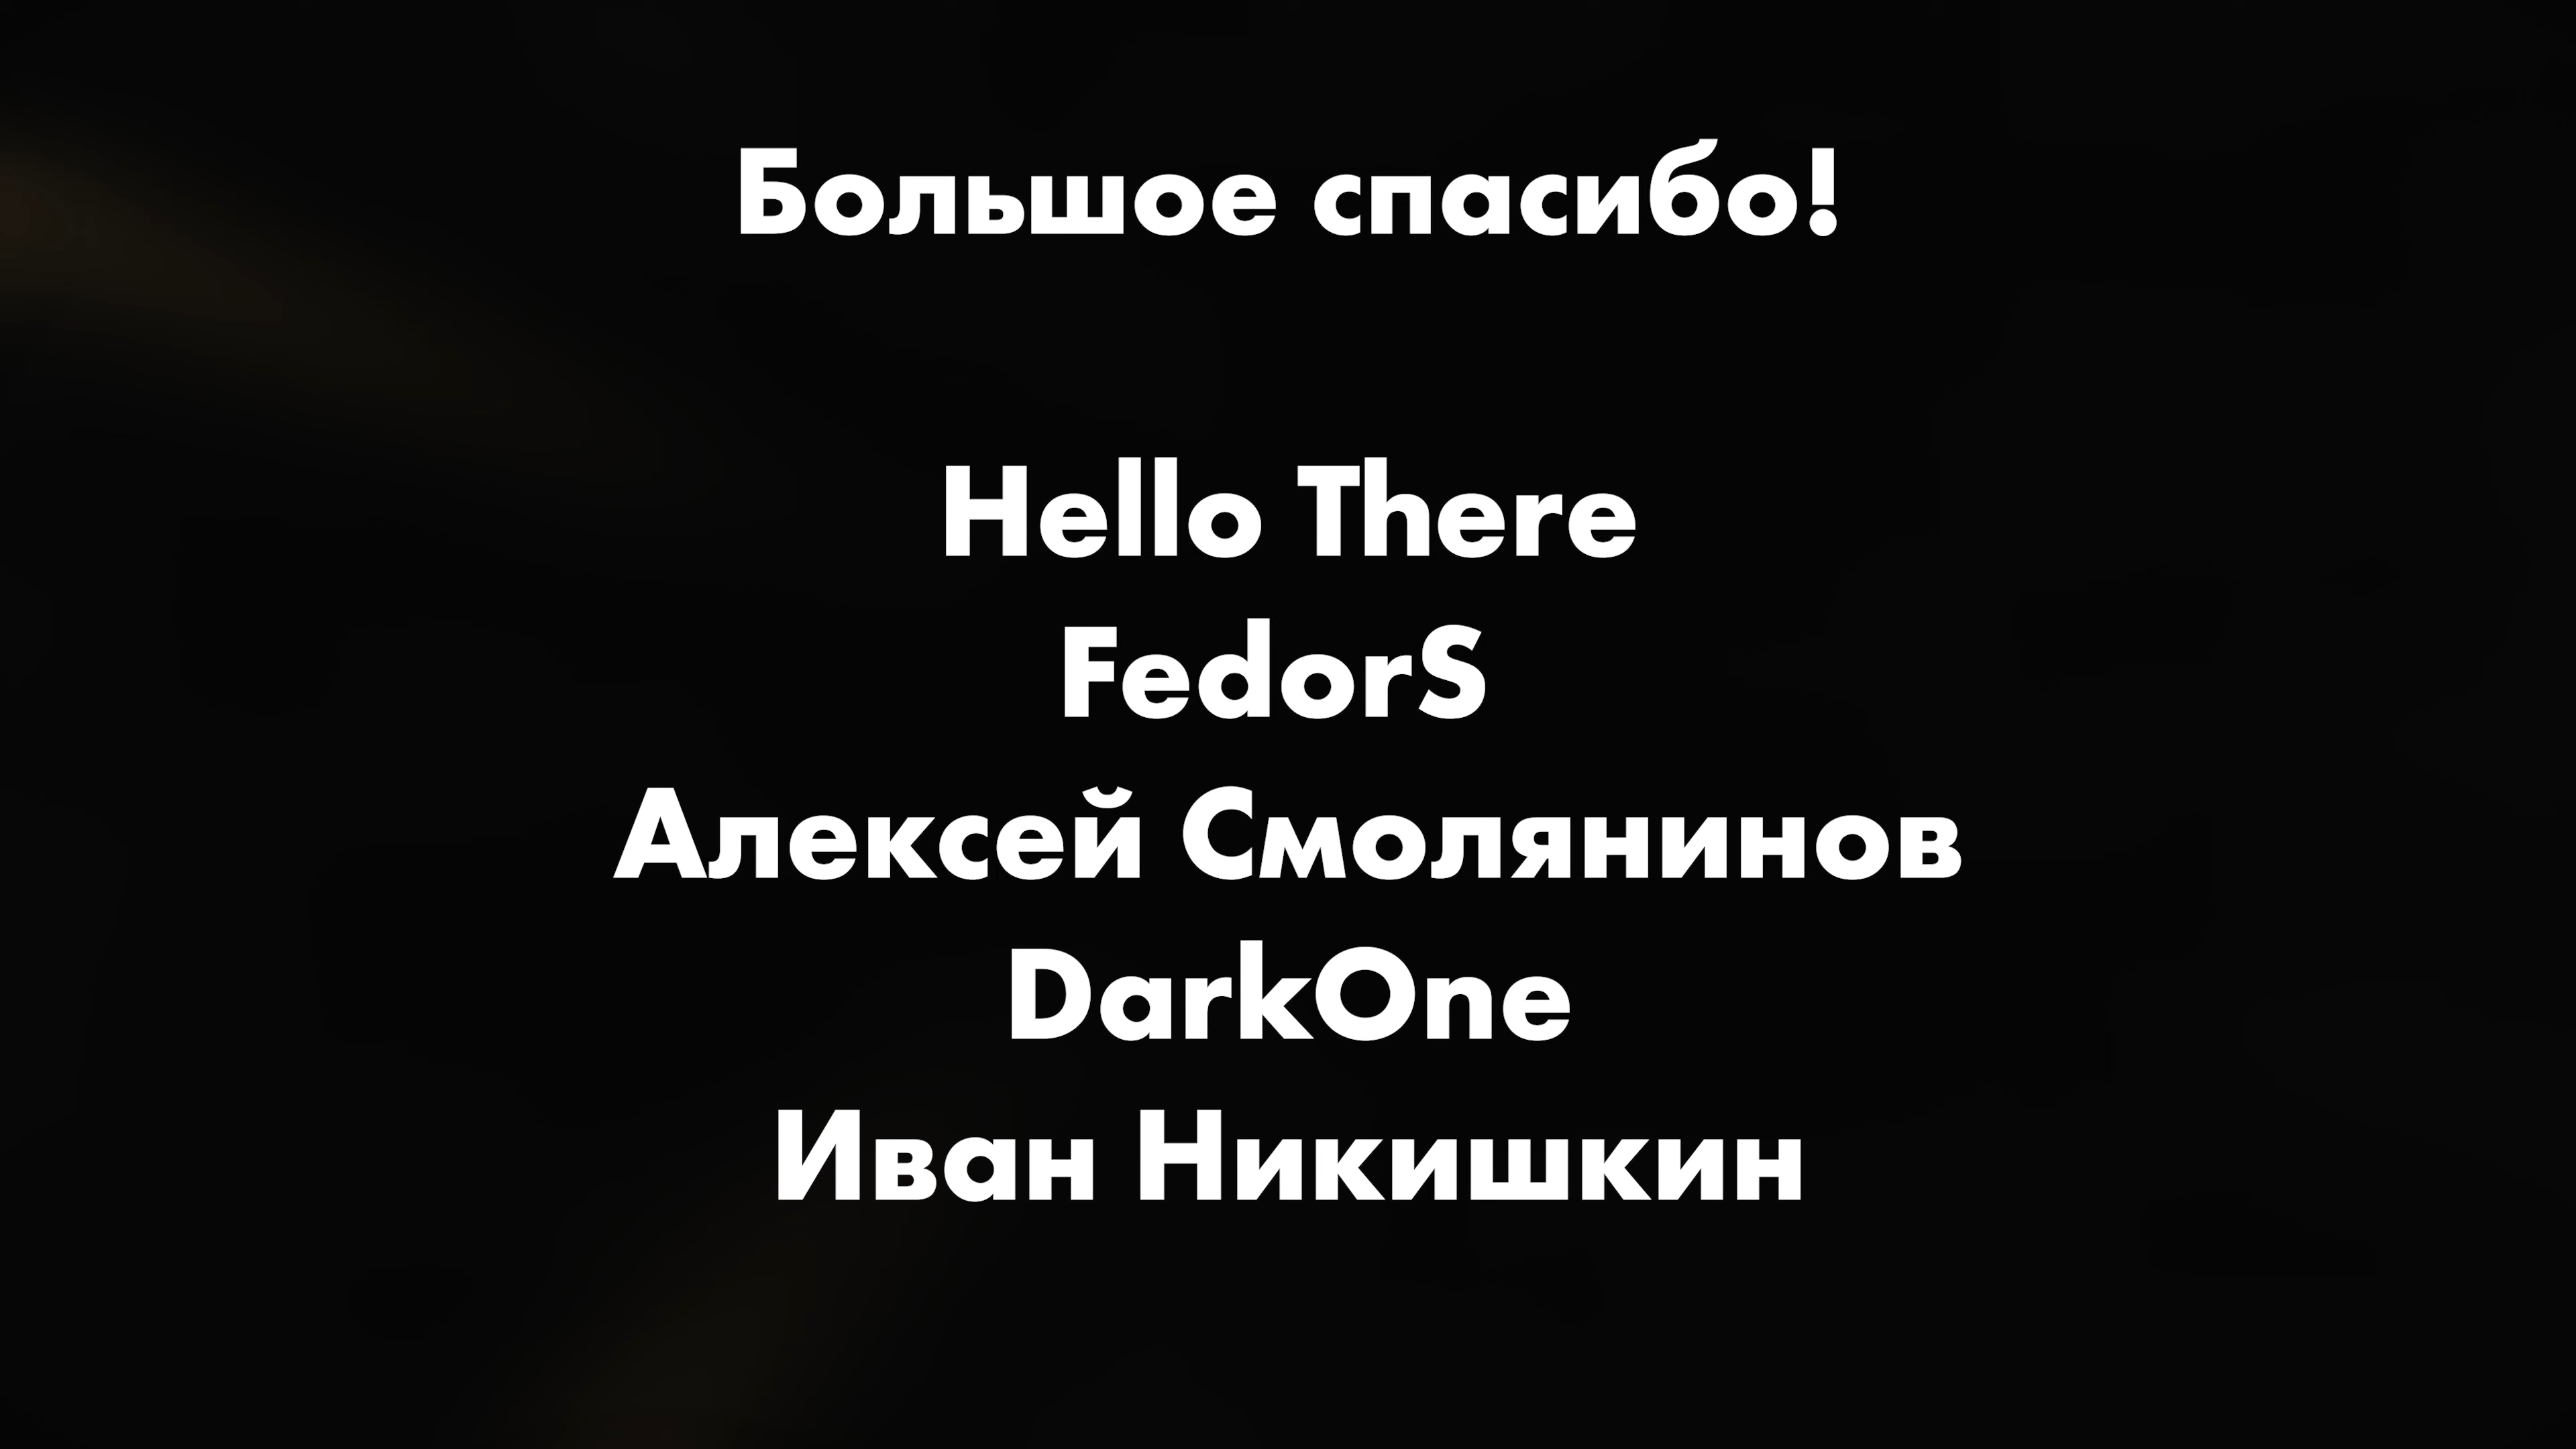 Большое спасибо!
Hello There
FedorS
Алексей Смолянинов
DarkOne
Иван Никишкин